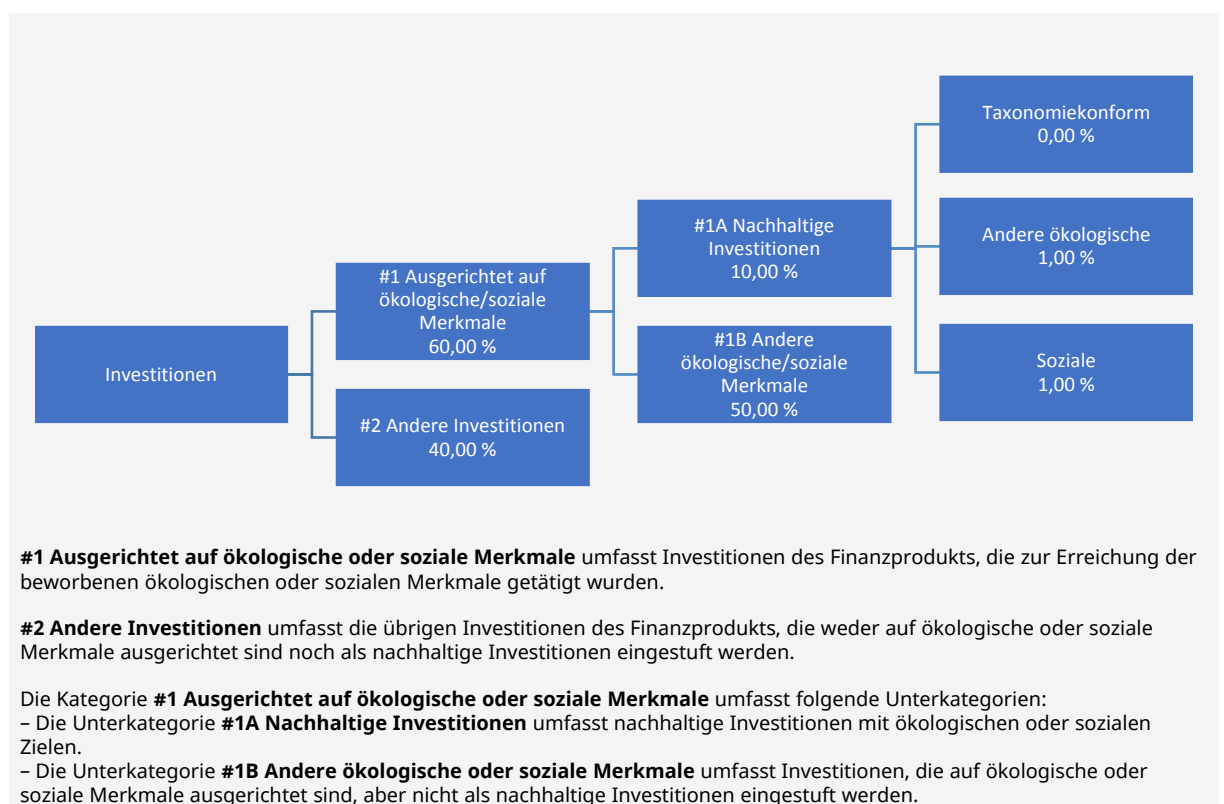 Investitionen
#1 Ausgerichtet auf
ökologische/soziale
Merkmale
60,00 %
#2 Andere Investitionen
40,00 %
#1A Nachhaltige
Investitionen
10,00 %
#1B Andere
ökologische/soziale
Merkmale
50,00 %
Taxonomiekonform
0,00 %
Andere ökologische
1,00 %
Soziale
1,00 %
#1 Ausgerichtet auf ökologische oder soziale Merkmale umfasst Investitionen des Finanzprodukts, die zur Erreichung der
beworbenen ökologischen oder sozialen Merkmale getätigt wurden.
#2 Andere Investitionen umfasst die übrigen Investitionen des Finanzprodukts, die weder auf ökologische oder soziale
Merkmale ausgerichtet sind noch als nachhaltige Investitionen eingestuft werden.
Die Kategorie #1 Ausgerichtet auf ökologische oder soziale Merkmale umfasst folgende Unterkategorien:
– Die Unterkategorie #1A Nachhaltige Investitionen umfasst nachhaltige Investitionen mit ökologischen oder sozialen
Zielen.
– Die Unterkategorie #1B Andere ökologische oder soziale Merkmale umfasst Investitionen, die auf ökologische oder
soziale Merkmale ausgerichtet sind, aber nicht als nachhaltige Investitionen eingestuft werden.